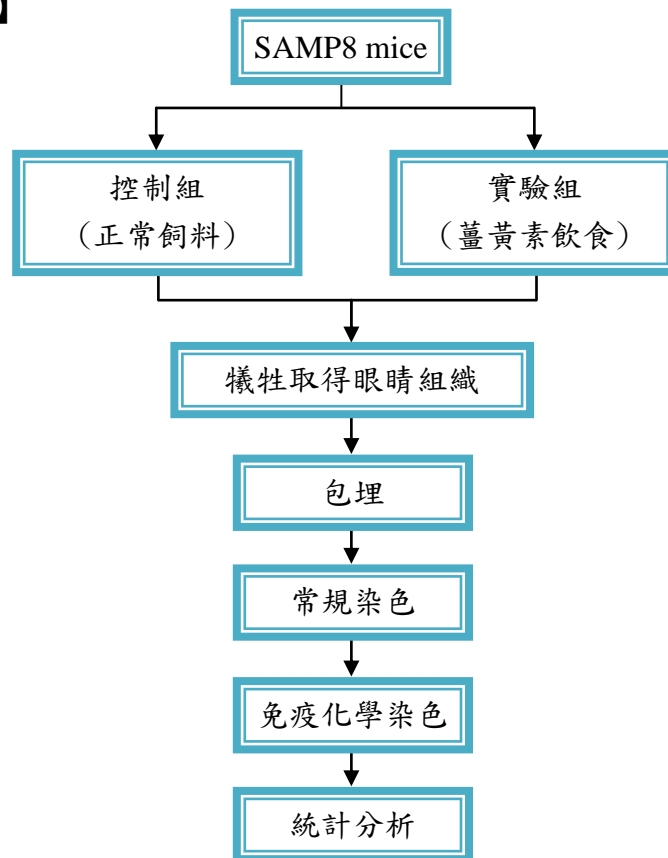 】
SAMP8 mice
控制組
（正常飼料）
實驗組
（薑黃素飲食）
犠牲取得眼睛組織
包埋
常規染色
免疫化學染色
統計分析